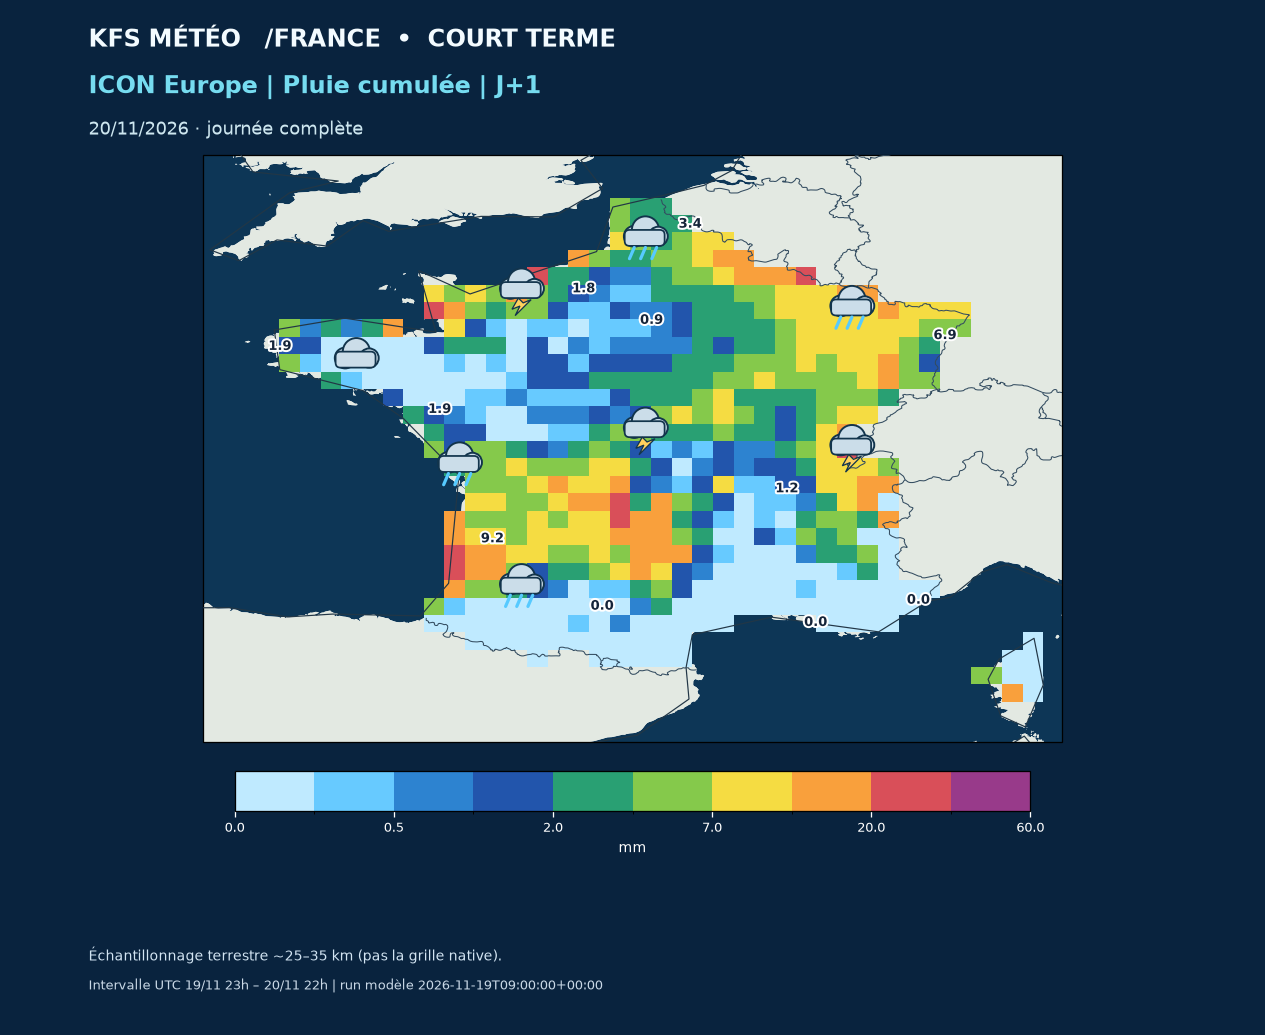 KFS MÉTÉO /FRANCE • COURT TERME
ICON Europe | Pluie cumulée | J+1
20/11/2026 · journée complète
3.4
1.8
0.9
6.9
1.9
1.9
1.2
9.2
0.0
0.0
0.0
0.0 0.5 2.0 7.0 20.0 60.0
mm
Échantillonnage terrestre ~25–35 km (pas la grille native).
Intervalle UTC 19/11 23h – 20/11 22h | run modèle 2026-11-19T09:00:00+00:00